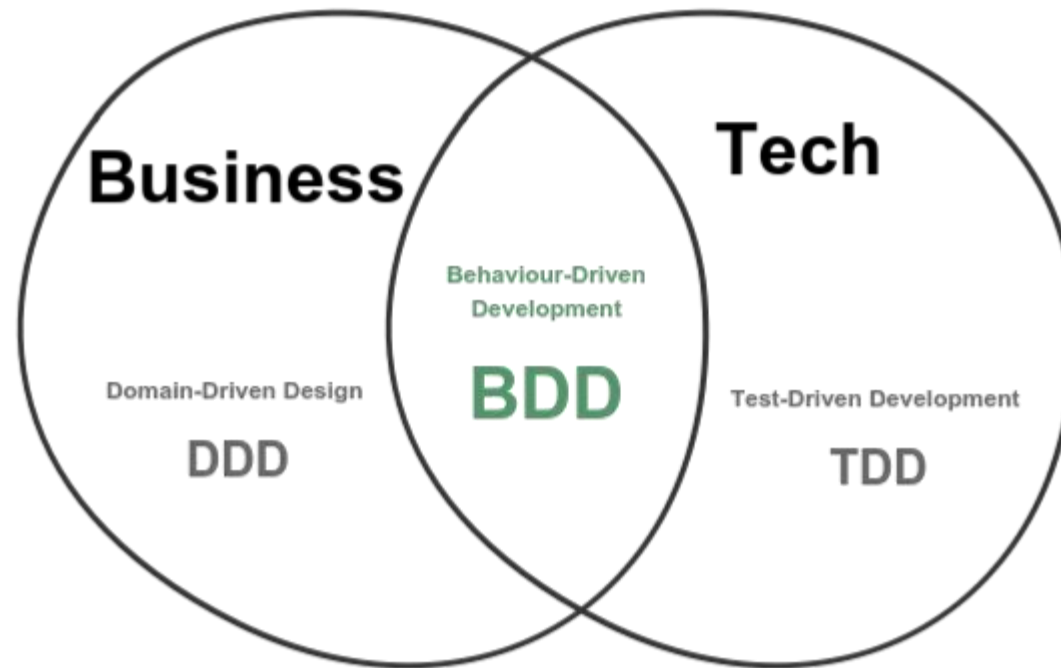 Business
Tech
Behaviour-Driven
Development
BDD
Domain-Driven Design
DDD
Test-Driven Development
TDD